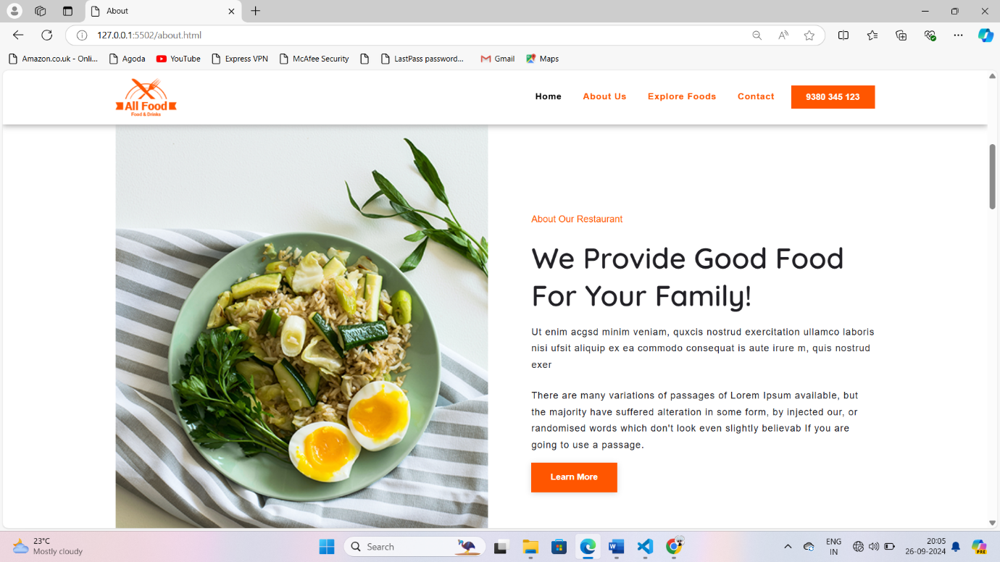 About
127.0.0.1:5502/about.html
Amazon.co.uk - Onli... Agoda YouTube Express VPN McAfee Security LastPass password... Gmail Maps
All Food
Food & Drinks
Home About Us Explore Foods Contact 9380 345 123
About Our Restaurant
We Provide Good Food
For Your Family!
Ut enim acgsd minim veniam, quxcis nostrud exercitation ullamco laboris
nisi ufsit aliquip ex ea commodo consequat is aute irure m, quis nostrud
exer
There are many variations of passages of Lorem Ipsum available, but
the majority have suffered alteration in some form, by injected our, or
randomised words which don't look even slightly believab If you are
going to use a passage.
Learn More
23°C
Mostly cloudy
Search
ENG
IN
20:05
26-09-2024
PRE